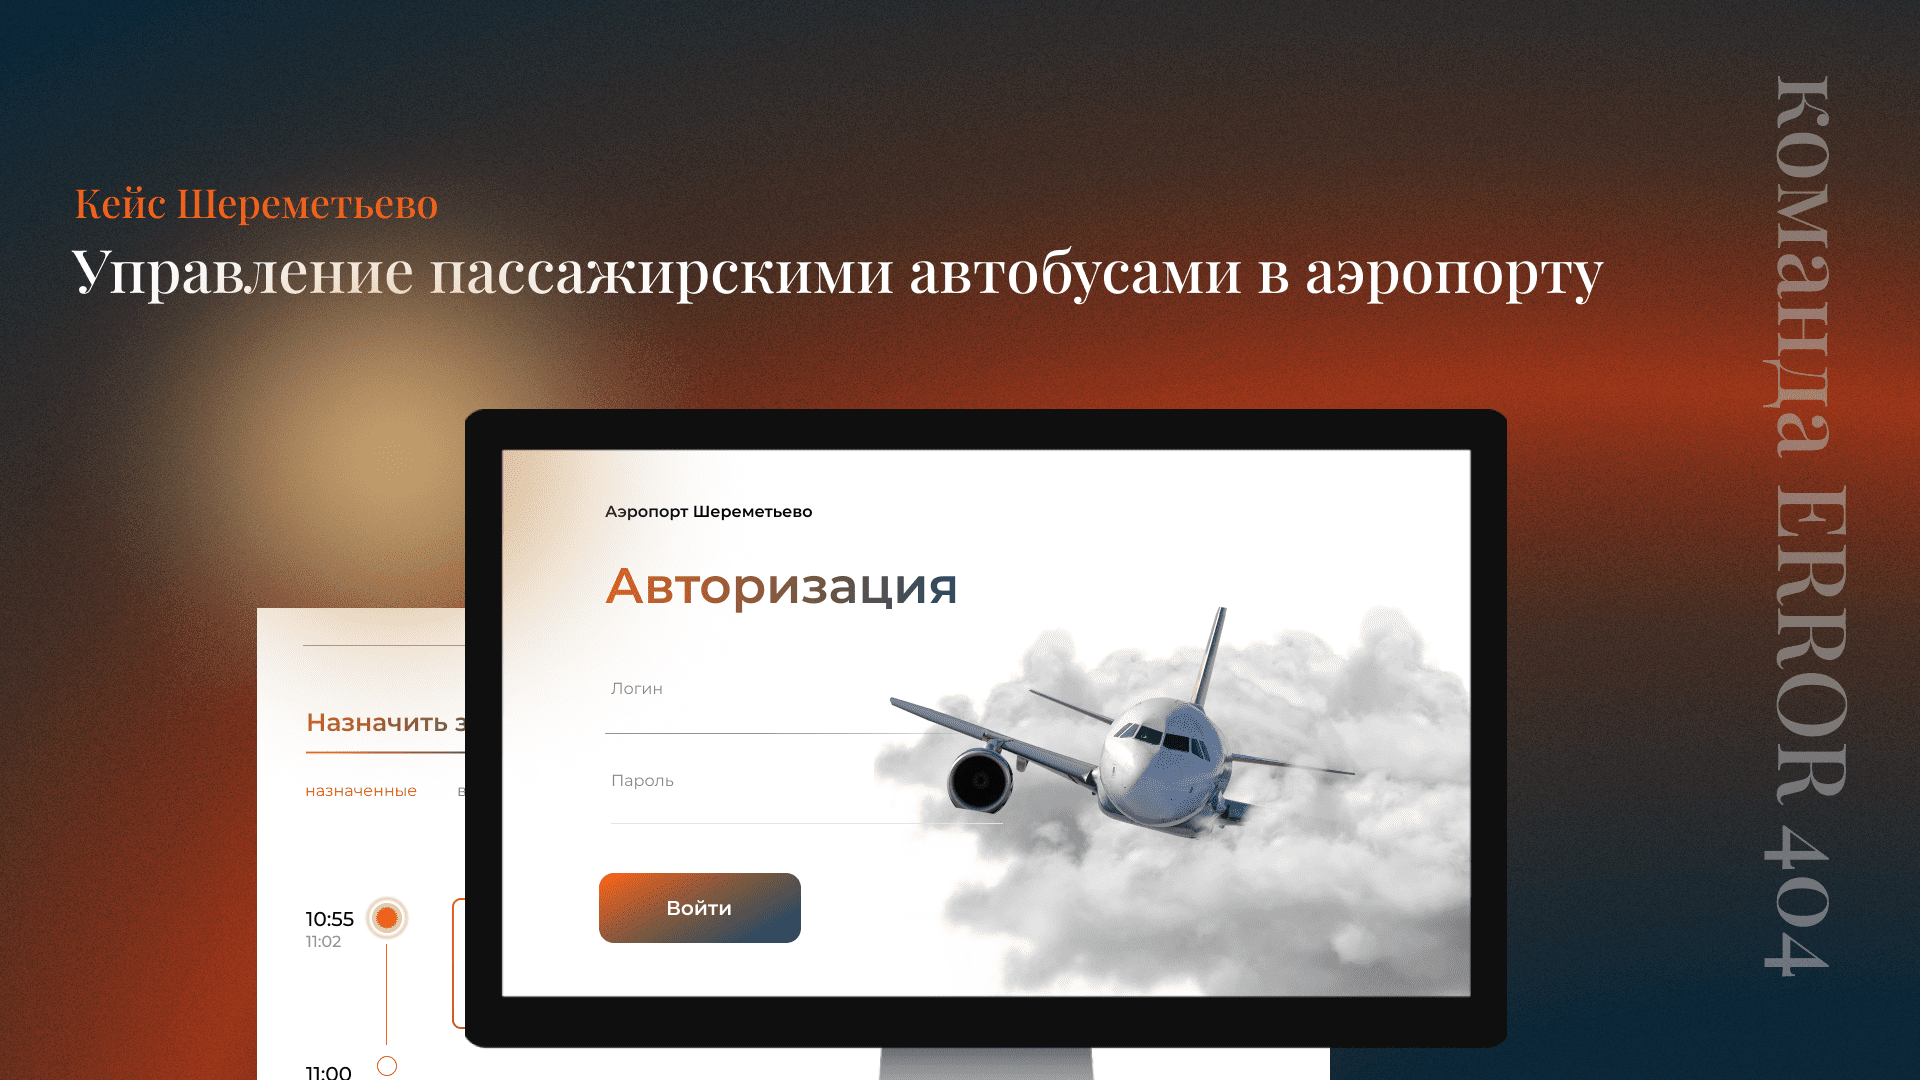 Кейс Шереметьево
Управление пассажирскими автобусами в аэропорту
команда ERROR 404
Аэропорт Шереметьево
Авторизация
Логин
Пароль
Войти
Назначить
назначенные
10:55
11:02
11:00